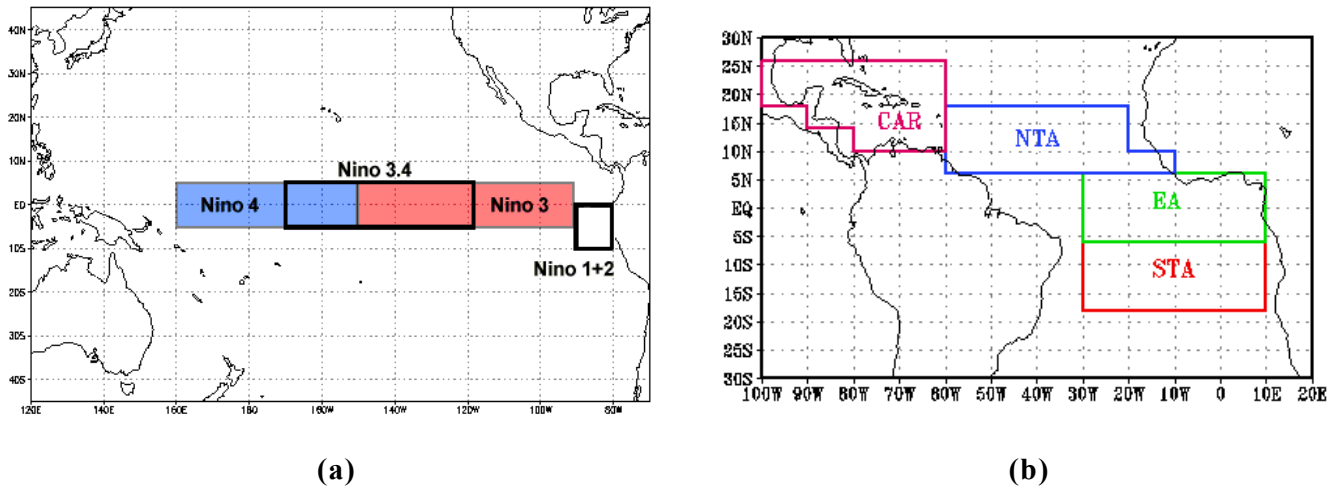 40N
30N
20N
10N
EQ
10S
20S
30S
40S
120E 140E 160E 180 160W 140W 120W 100W 80W
Nino 3.4
Nino 4
Nino 3
Nino 1+2
(a)
30N
25N
20N
15N
10N
5N
EQ
5S
10S
15S
20S
25S
30S
100W 90W 80W 70W 60W 50W 40W 30W 20W 10W 0 10E 20E
CAR
NTA
EA
STA
(b)